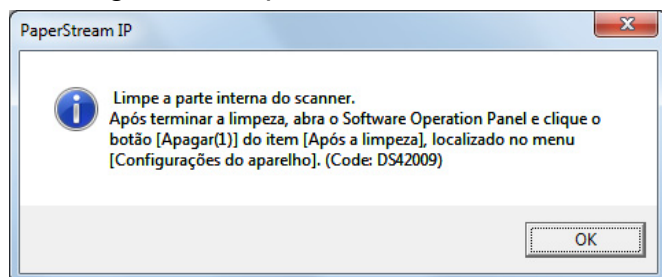 PaperStream IP
Limpe a parte interna do scanner.
Após terminar a limpeza, abra o Software Operation Panel e clique o
botão [Apagar(1)] do item [Após a limpeza], localizado no menu
[Configurações do aparelho]. (Code: DS42009)
OK